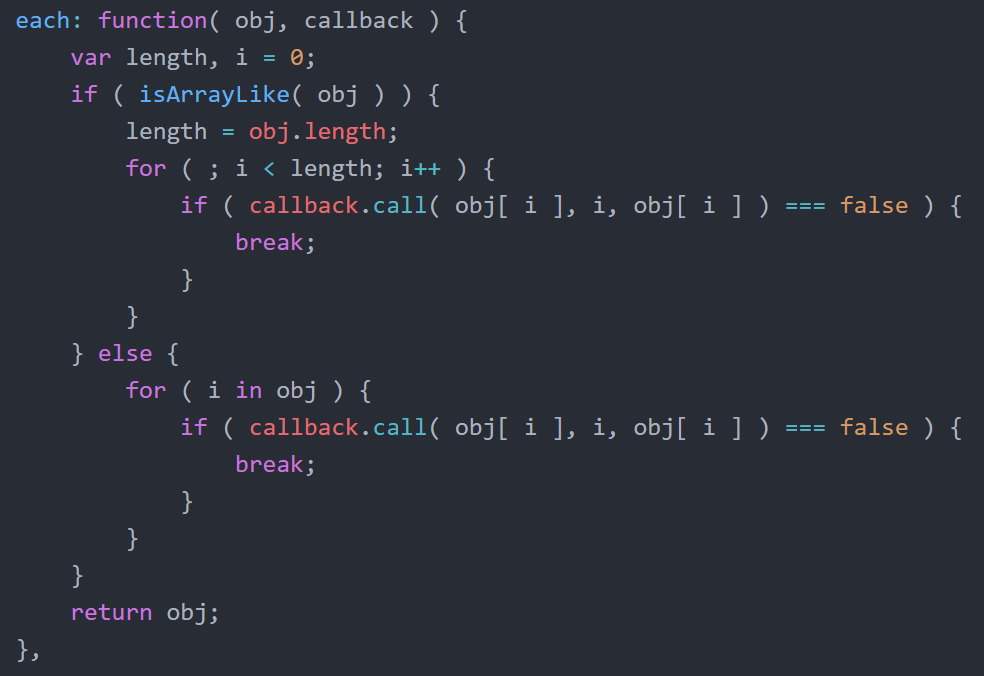 each: function( obj, callback ) {
    var length, i = 0;
    if ( isArrayLike( obj ) ) {
        length = obj.length;
        for ( ; i < length; i++ ) {
            if ( callback.call( obj[ i ], i, obj[ i ] ) === false ) {
                break;
            }
        }
    } else {
        for ( i in obj ) {
            if ( callback.call( obj[ i ], i, obj[ i ] ) === false ) {
                break;
            }
        }
    }
    return obj;
},